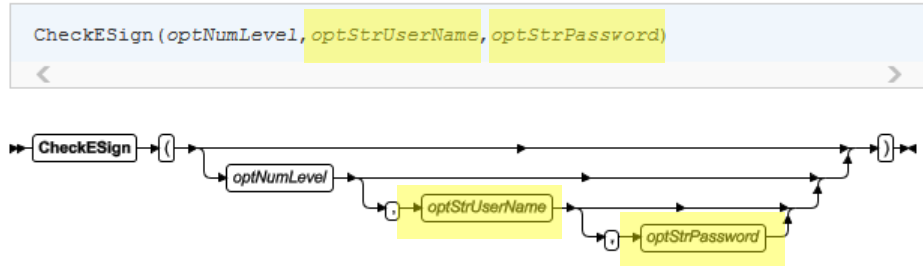 CheckESign(optNumLevel,optStrUserName,optStrPassword)
CheckESign ( )
optNumLevel
, optStrUserName
, optStrPassword